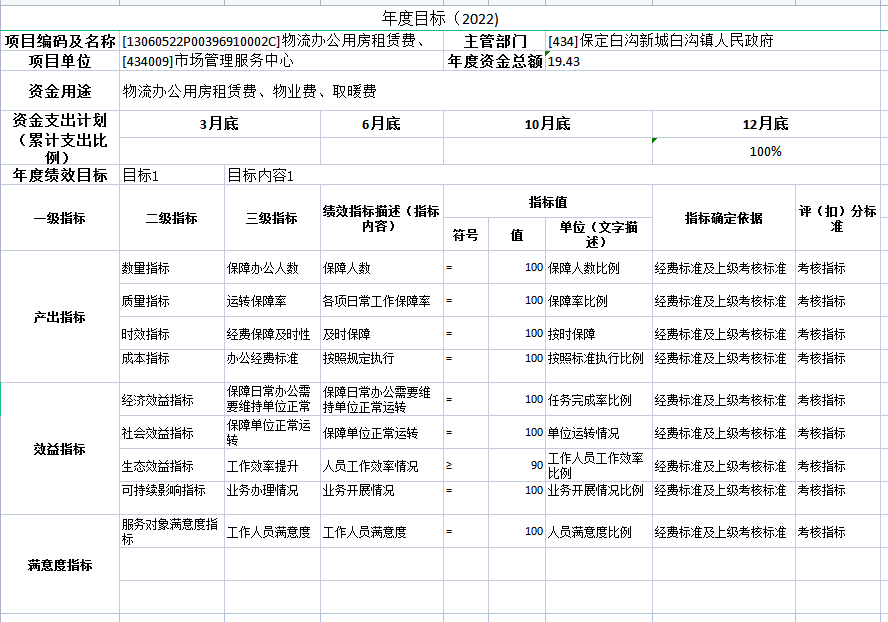 年度目标（2022)
项目编码及名称 [13060522P00396910002C]物流办公用房租赁费、 主管部门 [434]保定白沟新城白沟镇人民政府
项目单位 [434009]市场管理服务中心 年度资金总额 19.43
资金用途 物流办公用房租赁费、物业费、取暖费
资金支出计划（累计支出比例） 3月底 6月底 10月底 12月底
100%
年度绩效目标 目标1 目标内容1
一级指标 二级指标 三级指标 绩效指标描述（指标内容） 指标值 指标确定依据 评（扣）分标准
符号 值 单位（文字描述）
产出指标
数量指标 保障办公人数 保障人数 = 100 保障人数比例 经费标准及上级考核标准 考核指标
质量指标 运转保障率 各项日常工作保障率 = 100 保障率比例 经费标准及上级考核标准 考核指标
时效指标 经费保障及时性 及时保障 = 100 按时保障 经费标准及上级考核标准 考核指标
成本指标 办公经费标准 按照规定执行 = 100 按照标准执行比例 经费标准及上级考核标准 考核指标
效益指标
经济效益指标 保障日常办公需要维持单位正常 保障日常办公需要维持单位正常运转 = 100 任务完成率比例 经费标准及上级考核标准 考核指标
社会效益指标 保障单位正常运转 保障单位正常运转 = 100 单位运转情况 经费标准及上级考核标准 考核指标
生态效益指标 工作效率提升 人员工作效率情况 ≥ 90 工作人员工作效率比例 经费标准及上级考核标准 考核指标
可持续影响指标 业务办理情况 业务开展情况 = 100 业务开展情况比例 经费标准及上级考核标准 考核指标
满意度指标
服务对象满意度指标 工作人员满意度 工作人员满意度 = 100 人员满意度比例 经费标准及上级考核标准 考核指标